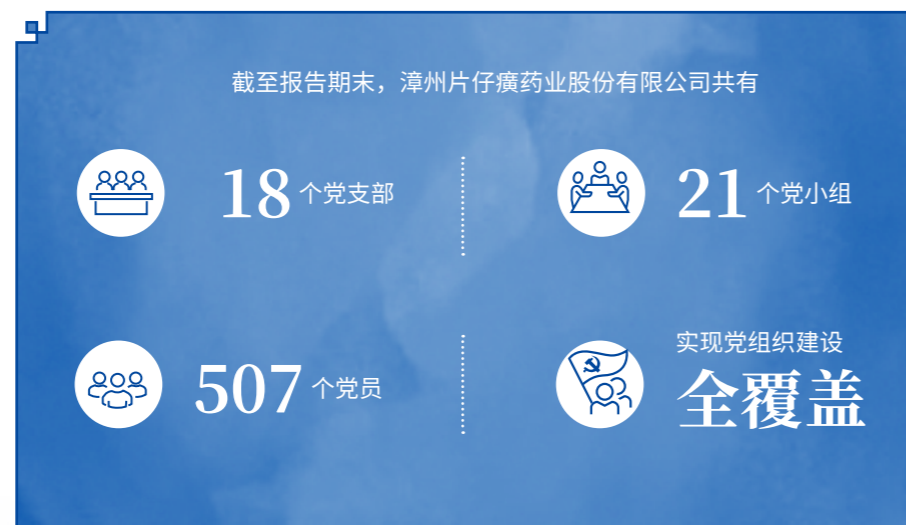 截至报告期末，漳州片仔癀药业股份有限公司共有
18 个党支部
21 个党小组
507 个党员
实现党组织建设
全覆盖